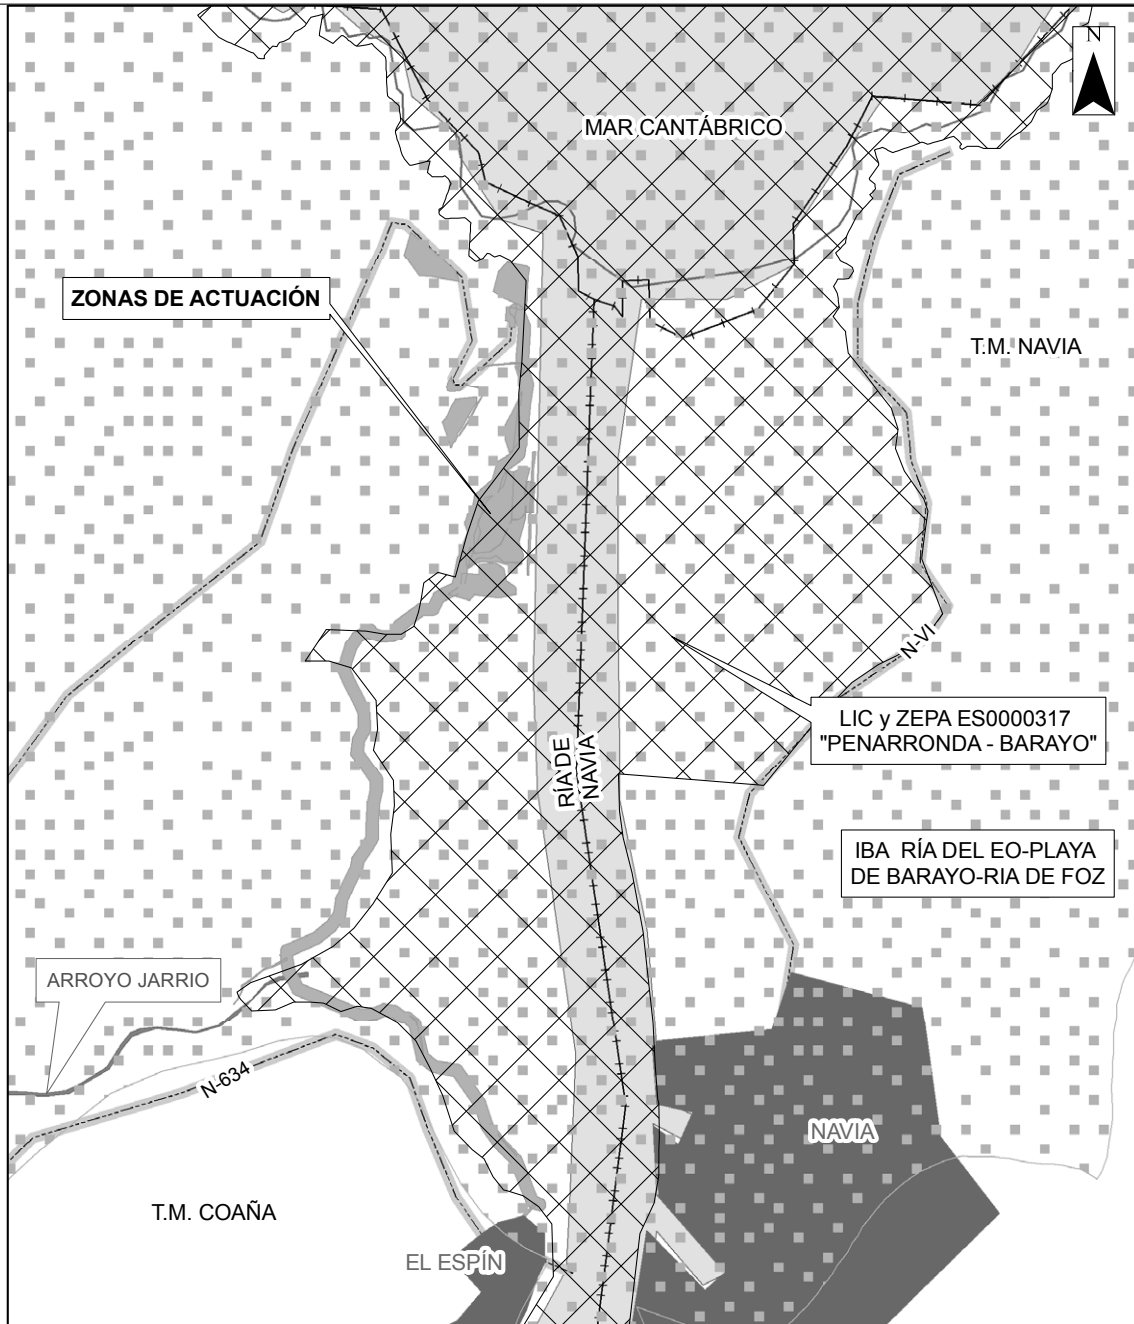 N
MAR CANTÁBRICO
ZONAS DE ACTUACIÓN
T.M. NAVIA
N-VI
LIC y ZEPA ES0000317
"PENARRONDA - BARAYO"
RÍA DE
NAVIA
IBA RÍA DEL EO-PLAYA
DE BARAYO-RIA DE FOZ
ARROYO JARRIO
N-634
NAVIA
T.M. COAÑA
EL ESPÍN